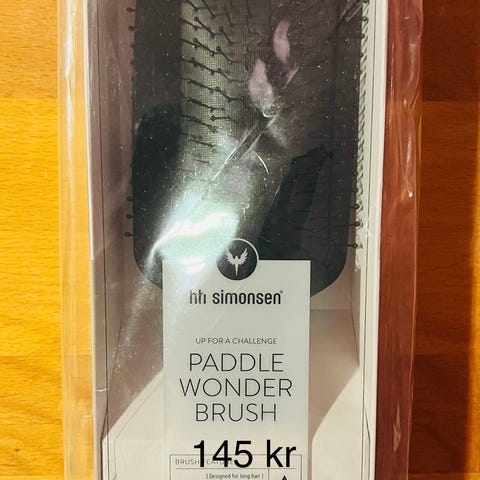 hh simonsen®
UP FOR A CHALLENGE
PADDLE
WONDER
BRUSH
145 kr
[ Designed for long hair ]